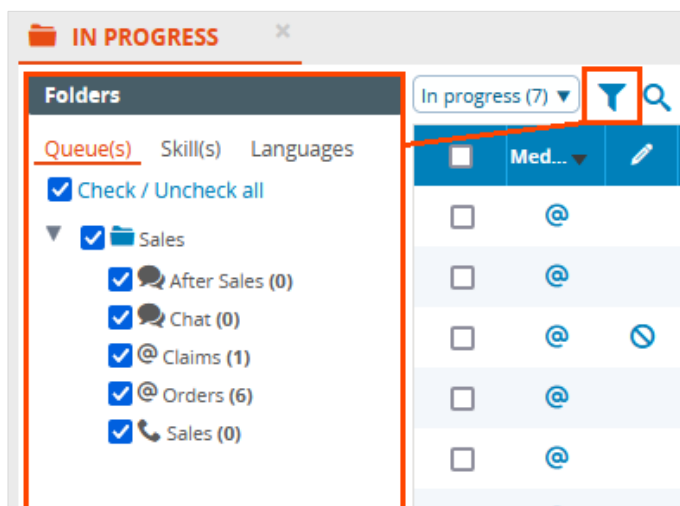 IN PROGRESS
Folders
In progress (7)
Queue(s) Skill(s) Languages
Med...
Check / Uncheck all
Sales
After Sales (0)
Chat (0)
@ Claims (1)
@ Orders (6)
Sales (0)
@
@
@
@
@